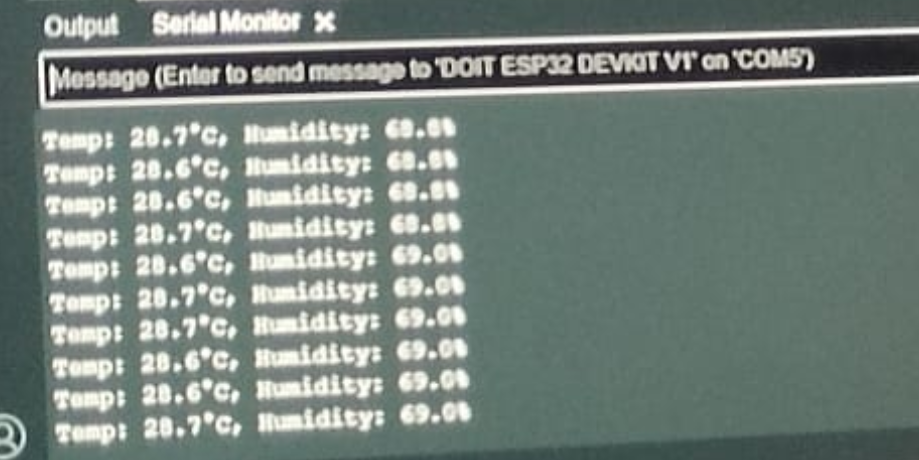 Output Serial Monitor ×
Message (Enter to send message to 'DOIT ESP32 DEVKIT V1' on 'COM5')
Temp: 28.7°C, Humidity: 68.8%
Temp: 28.6°C, Humidity: 68.8%
Temp: 28.6°C, Humidity: 68.8%
Temp: 28.7°C, Humidity: 68.8%
Temp: 28.6°C, Humidity: 69.0%
Temp: 28.7°C, Humidity: 69.0%
Temp: 28.7°C, Humidity: 69.0%
Temp: 28.6°C, Humidity: 69.0%
Temp: 28.6°C, Humidity: 69.0%
Temp: 28.7°C, Humidity: 69.0%